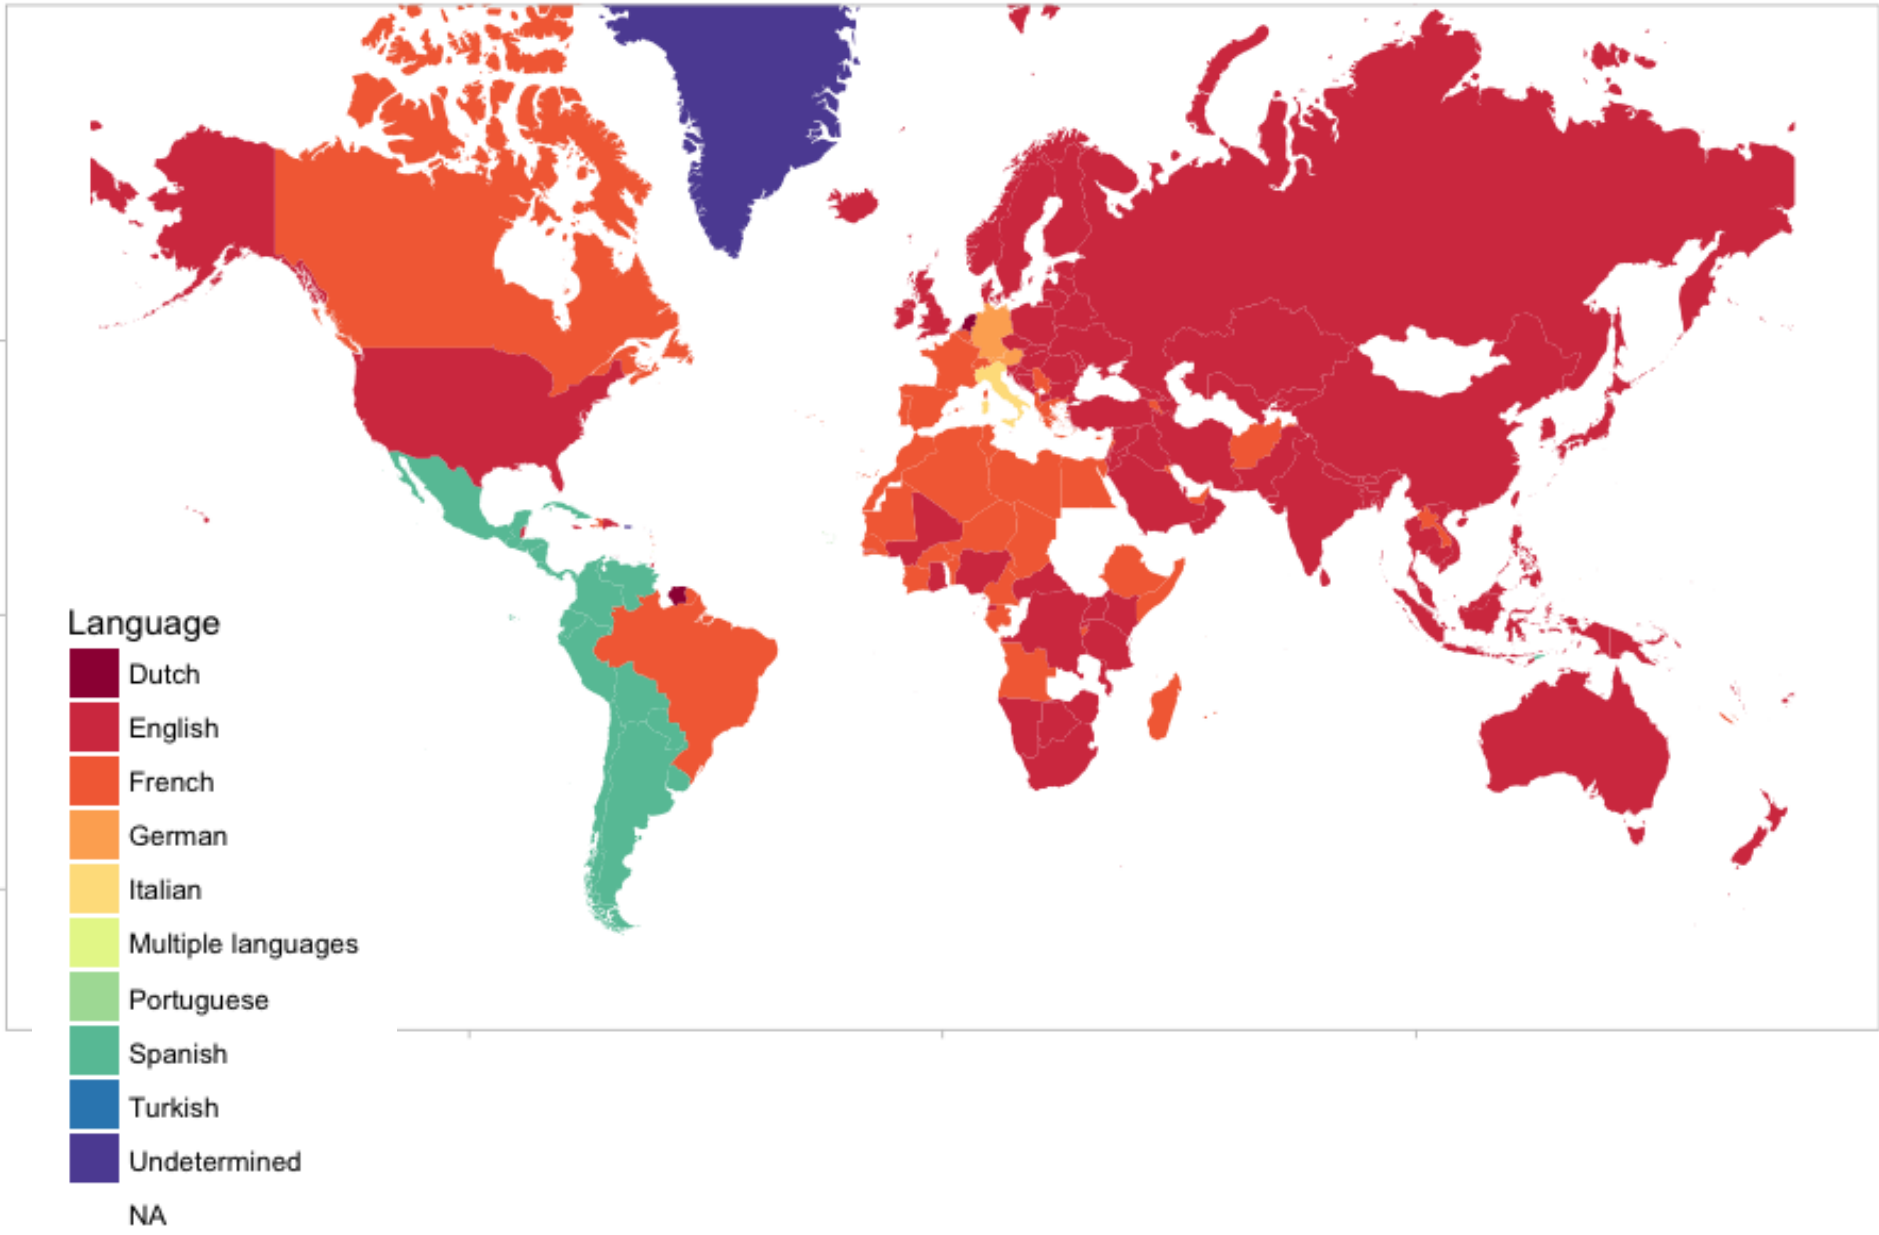 Language
Dutch
English
French
German
Italian
Multiple languages
Portuguese
Spanish
Turkish
Undetermined
NA